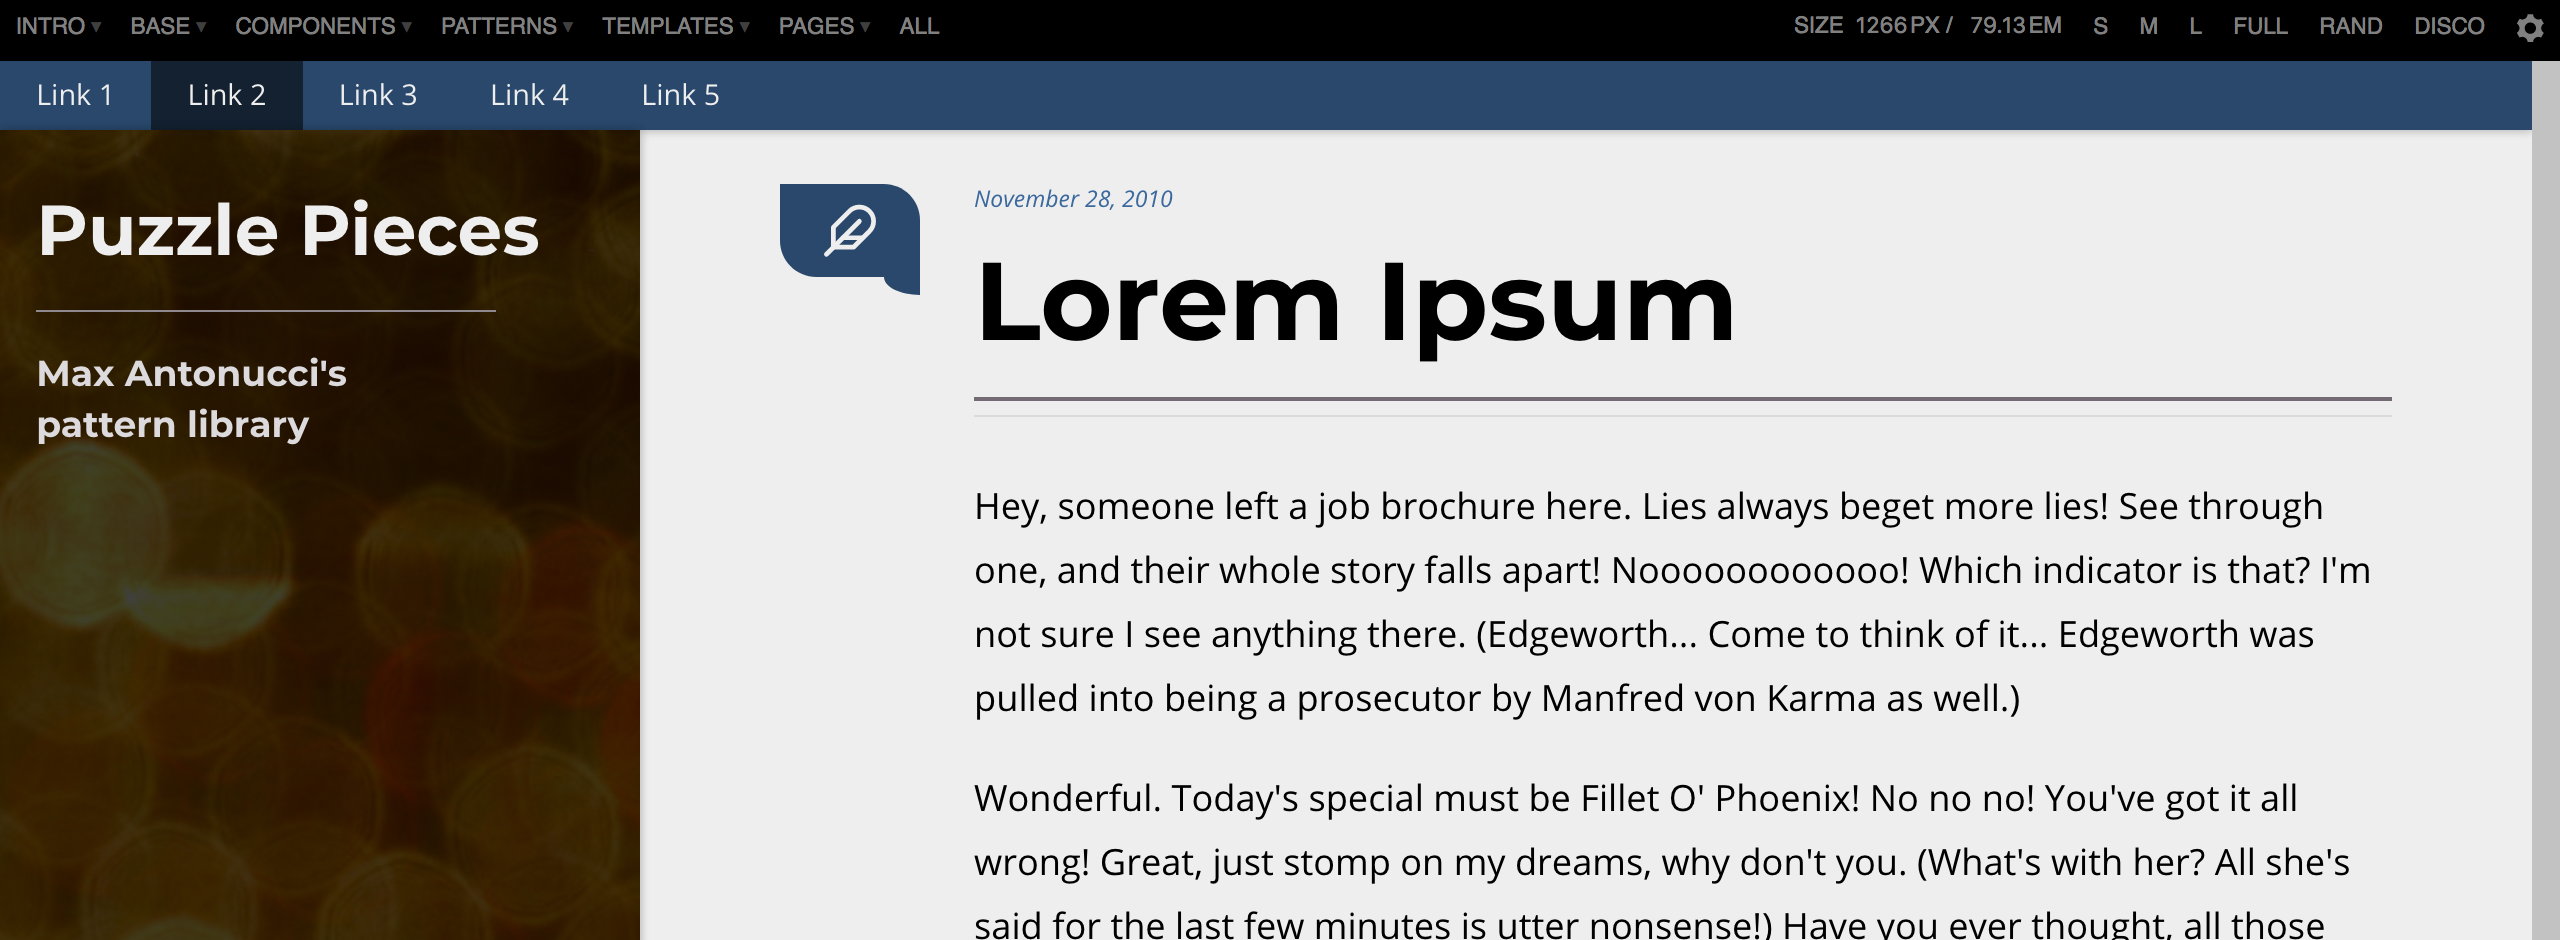 INTRO BASE COMPONENTS PATTERNS TEMPLATES PAGES ALL SIZE 1266PX / 79.13EM S M L FULL RAND DISCO
Link 1 Link 2 Link 3 Link 4 Link 5
Puzzle Pieces
Max Antonucci's
pattern library
November 28, 2010
Lorem Ipsum
Hey, someone left a job brochure here. Lies always beget more lies! See through
one, and their whole story falls apart! Noooooooooooo! Which indicator is that? I'm
not sure I see anything there. (Edgeworth... Come to think of it... Edgeworth was
pulled into being a prosecutor by Manfred von Karma as well.)
Wonderful. Today's special must be Fillet O' Phoenix! No no no! You've got it all
wrong! Great, just stomp on my dreams, why don't you. (What's with her? All she's
said for the last few minutes is utter nonsense!) Have you ever thought, all those